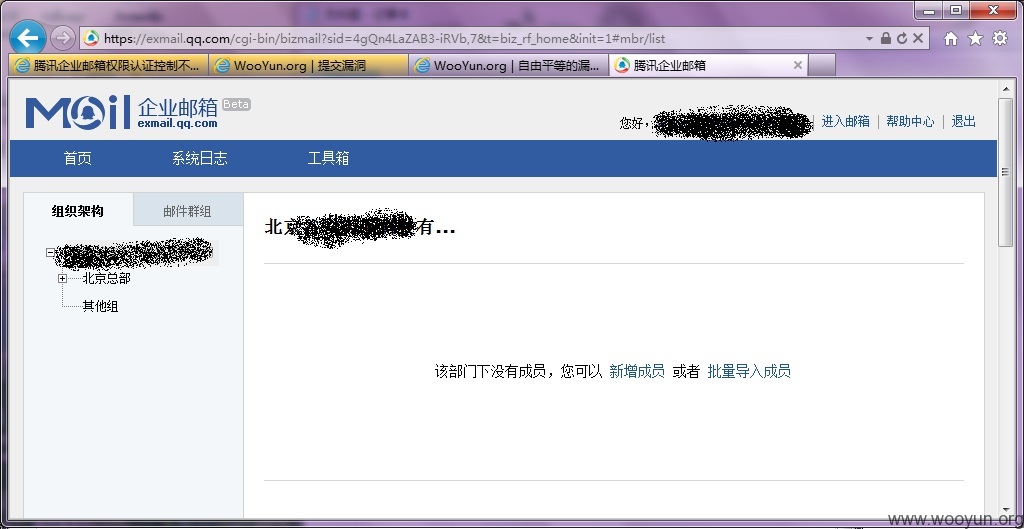 https://exmail.qq.com/cgi-bin/bizmail?sid=4gQn4LaZAB3-iRVb,7&t=biz_rf_home&init=1#mbr/list
腾讯企业邮箱权限认证控制不... WooYun.org | 提交漏洞 WooYun.org | 自由平等的漏... 腾讯企业邮箱
Mail 企业邮箱 Beta
exmail.qq.com
您好, 进入邮箱 | 帮助中心 | 退出
首页 系统日志 工具箱
组织架构 邮件群组
北京 有...
北京总部
其他组
该部门下没有成员，您可以 新增成员 或者 批量导入成员
www.wooyun.org